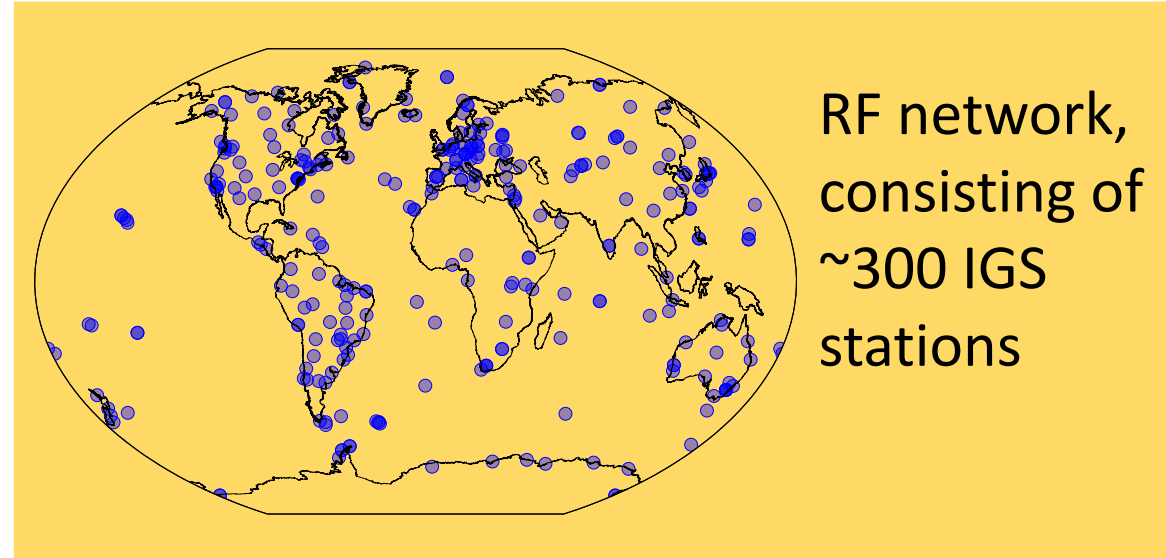 RF network,
consisting of
~300 IGS
stations